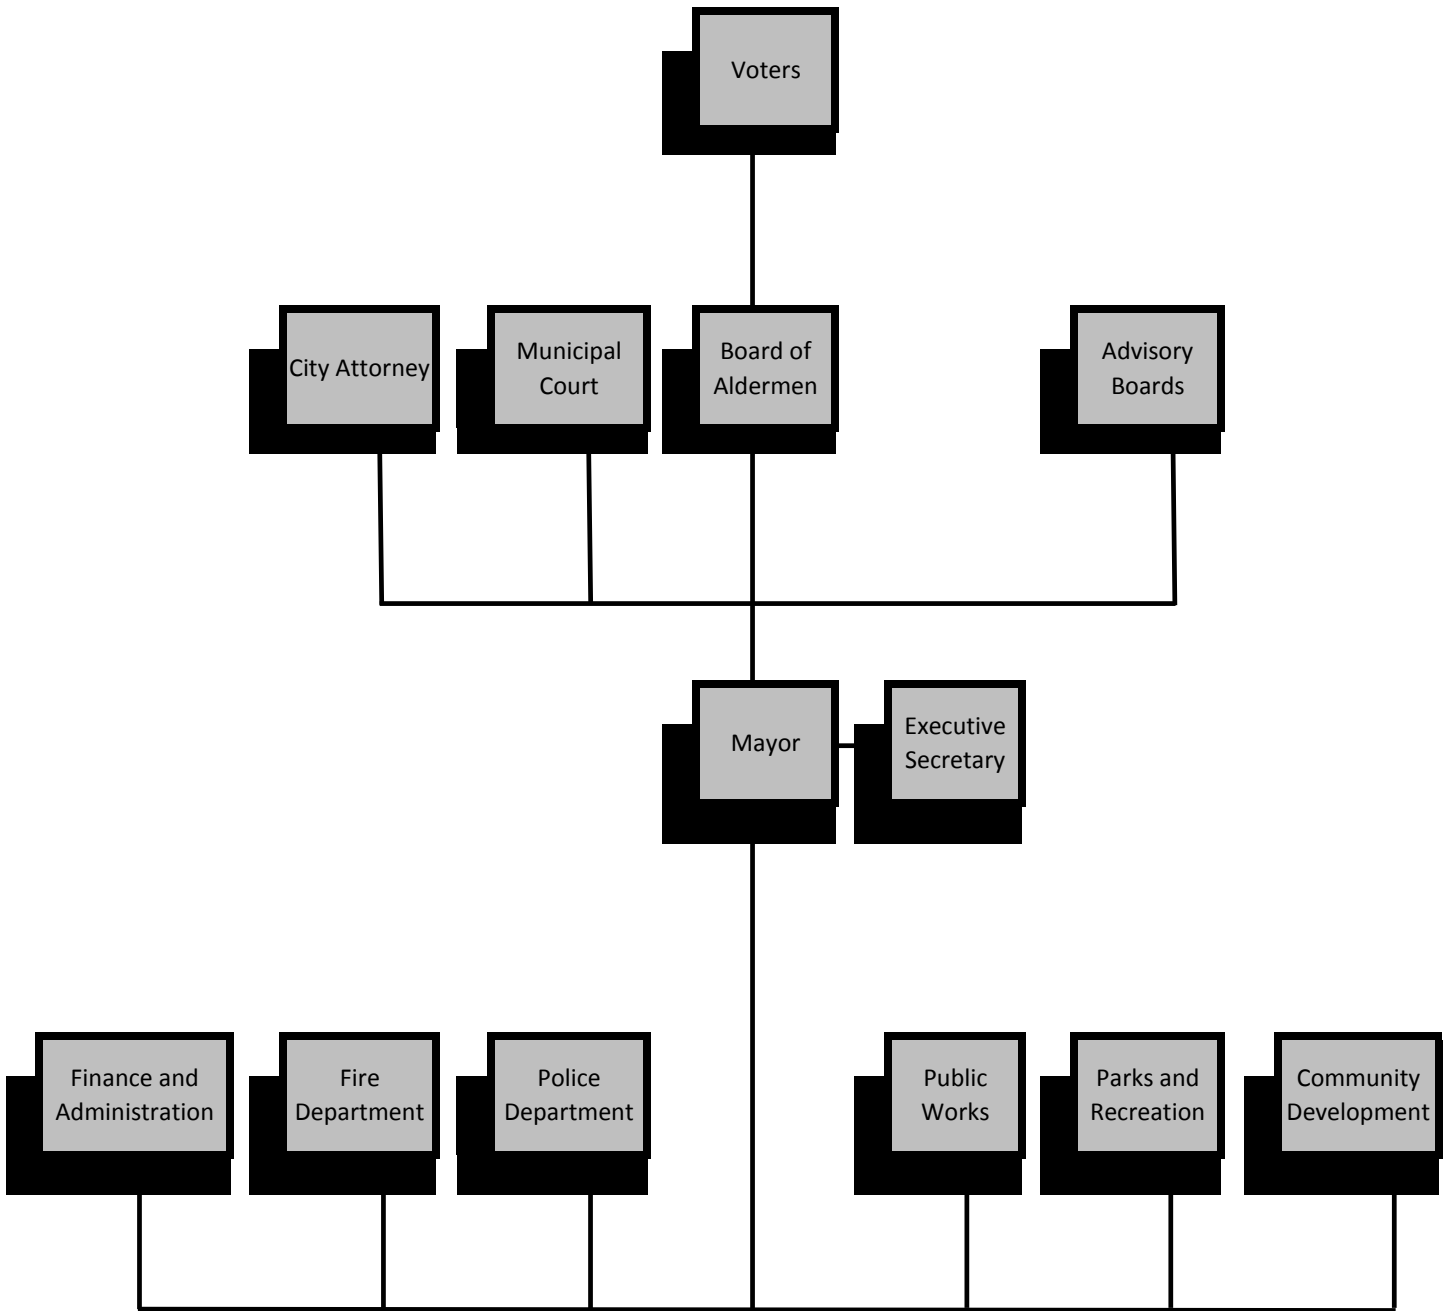 Voters
City Attorney
Municipal
Court
Board of
Aldermen
Advisory
Boards
Mayor
Executive
Secretary
Finance and
Administration
Fire
Department
Police
Department
Public
Works
Parks and
Recreation
Community
Development